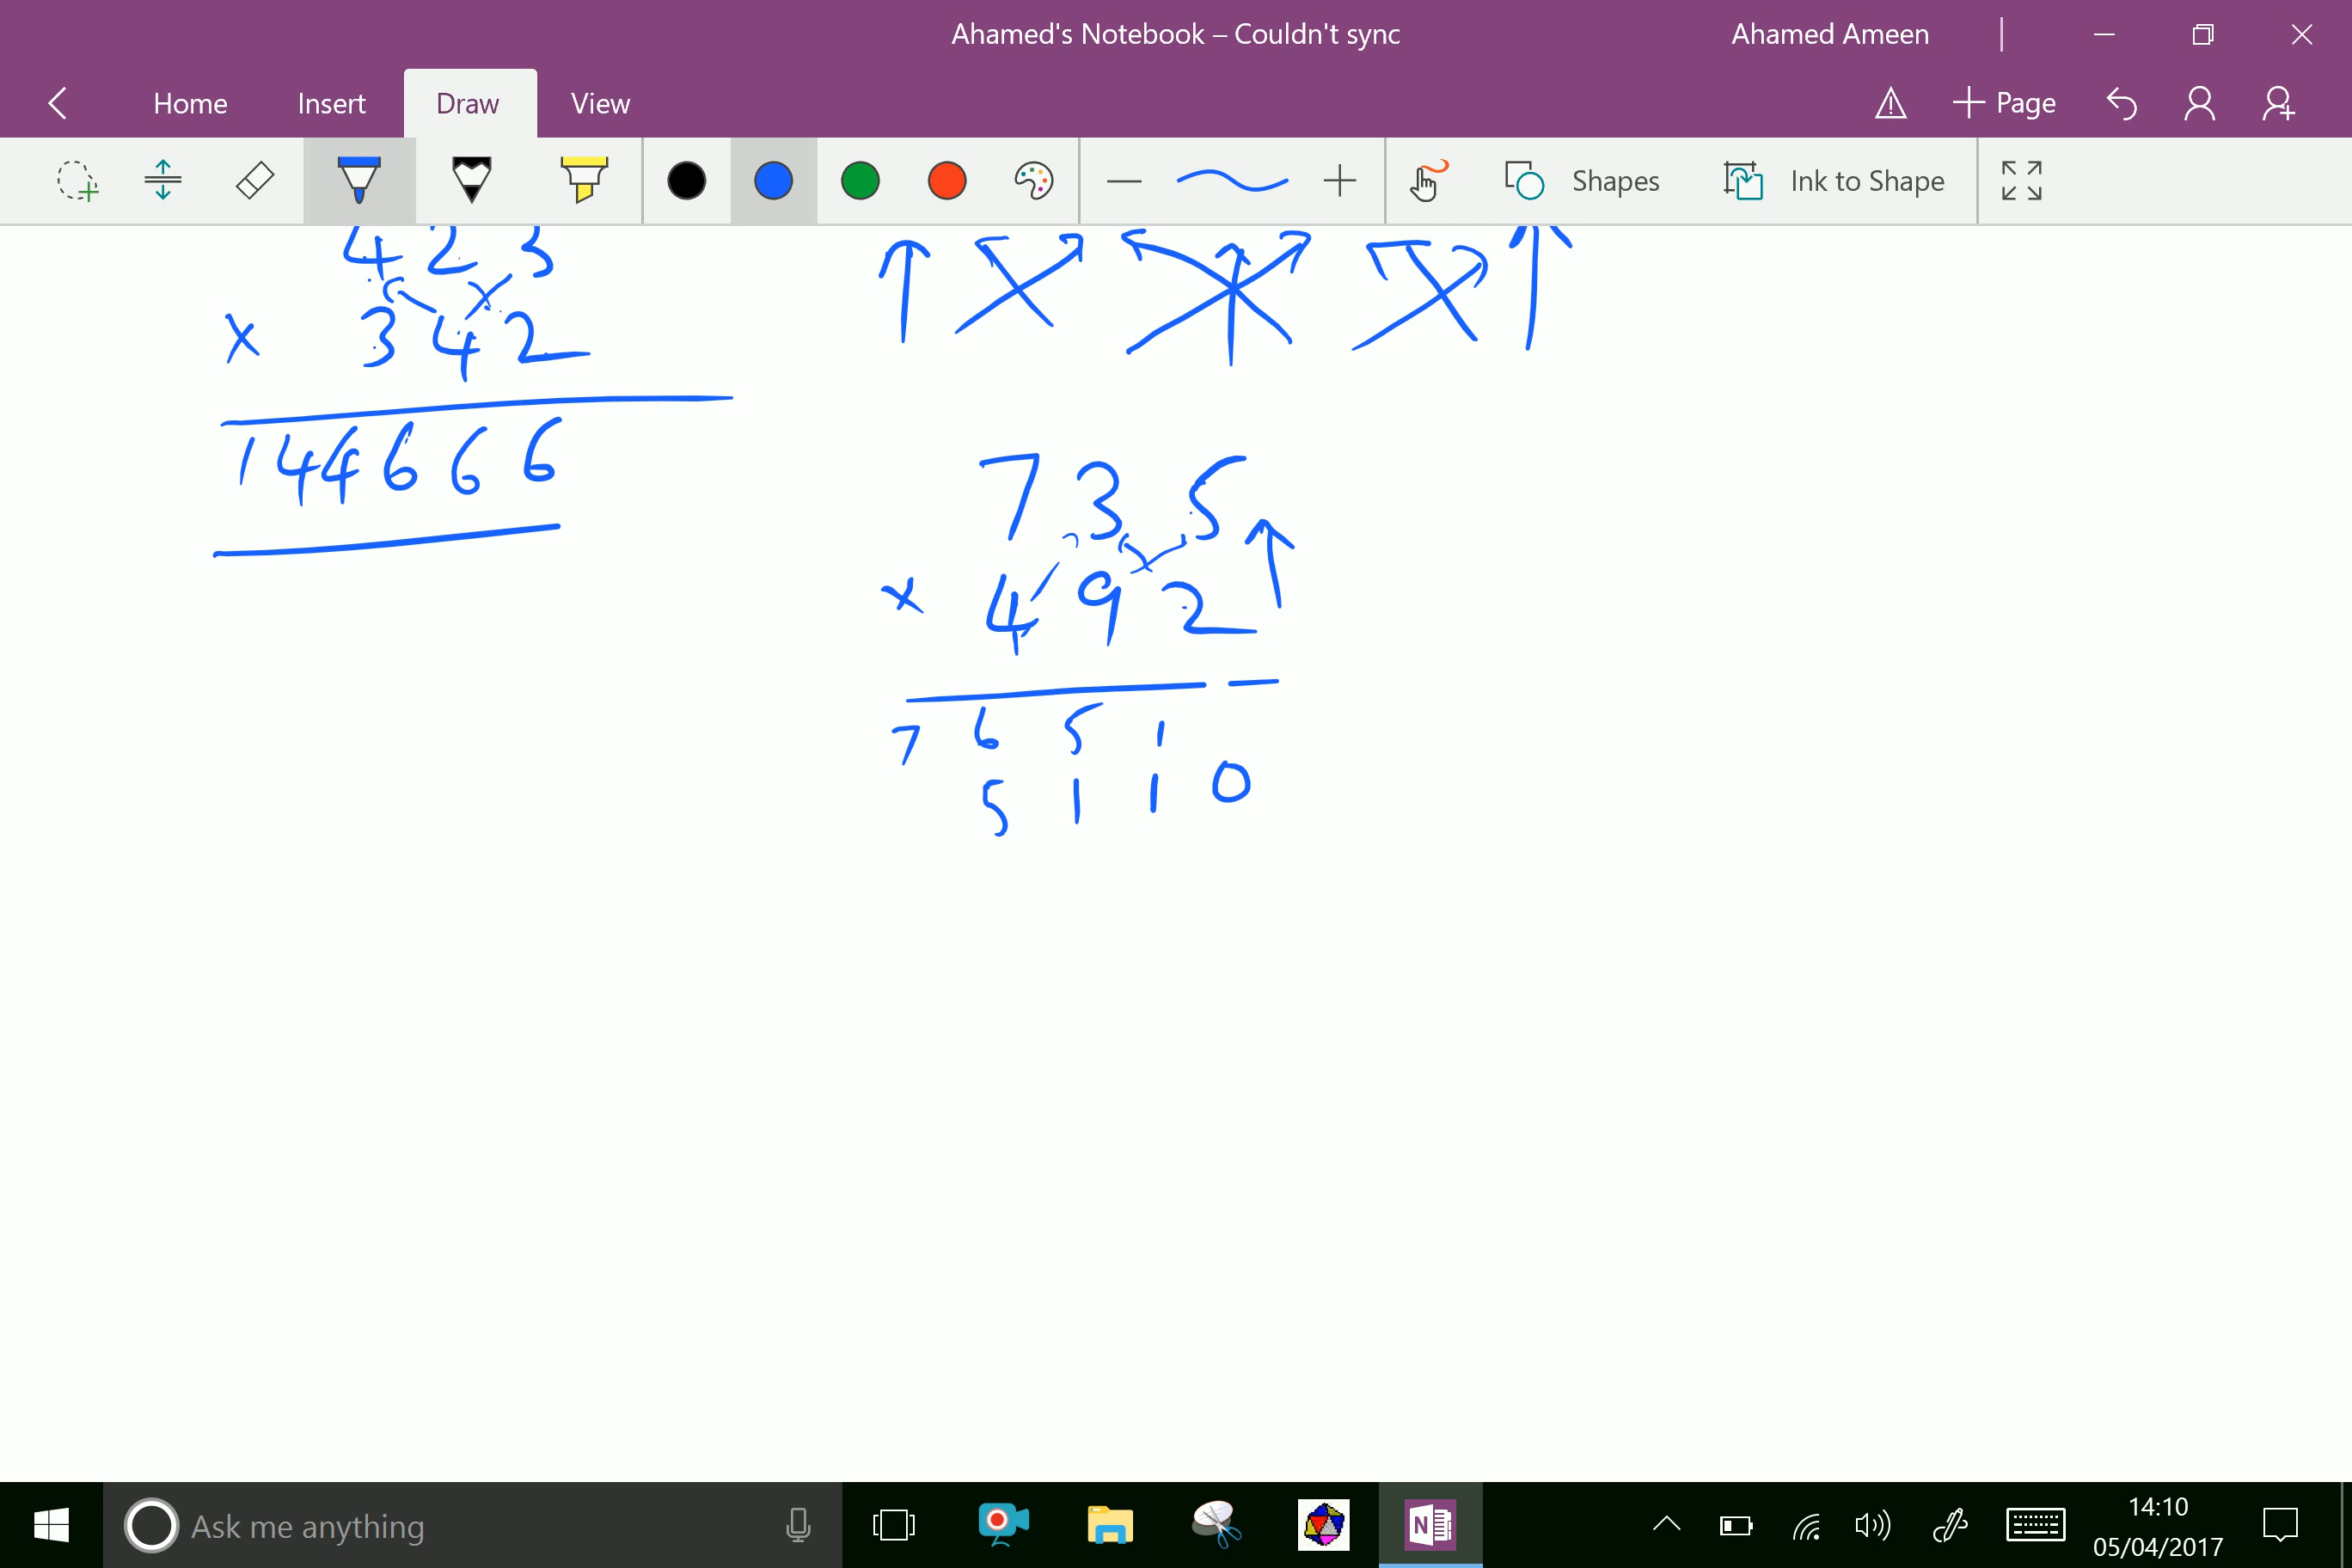 Ahamed's Notebook – Couldn't sync
Ahamed Ameen
Home Insert Draw View
Page
Shapes Ink to Shape
4 2 3
x 3 4 2
1 4 4 6 6 6
7 3 5
x 4 9 2
7 6 5 1
5 1 1 0
Ask me anything
N
14:10
05/04/2017